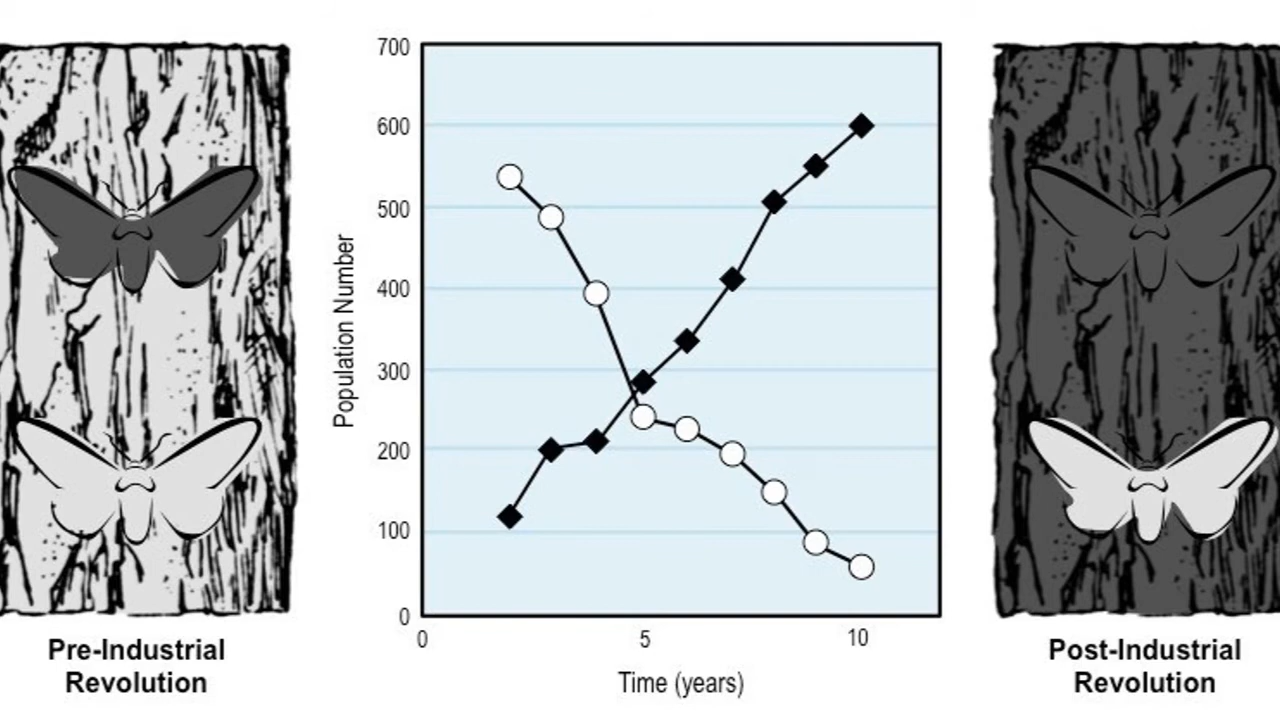 700
600
500
400
300
200
100
0
Population Number
0
5
10
Time (years)
Pre-Industrial
Revolution
Post-Industrial
Revolution